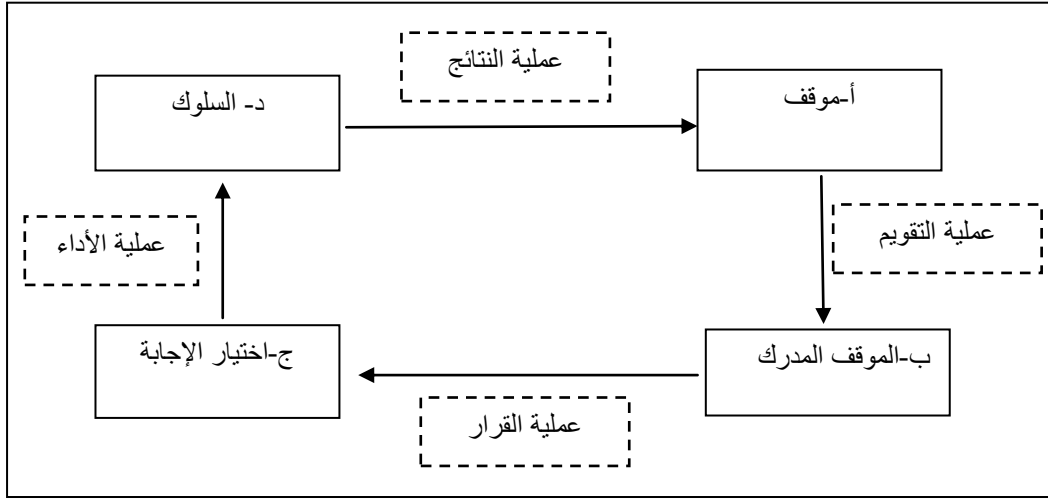 عملية النتائج
أ-موقف
د- السلوك
عملية التقويم
عملية الأداء
ب-الموقف المدرك
ج-اختيار الإجابة
عملية القرار